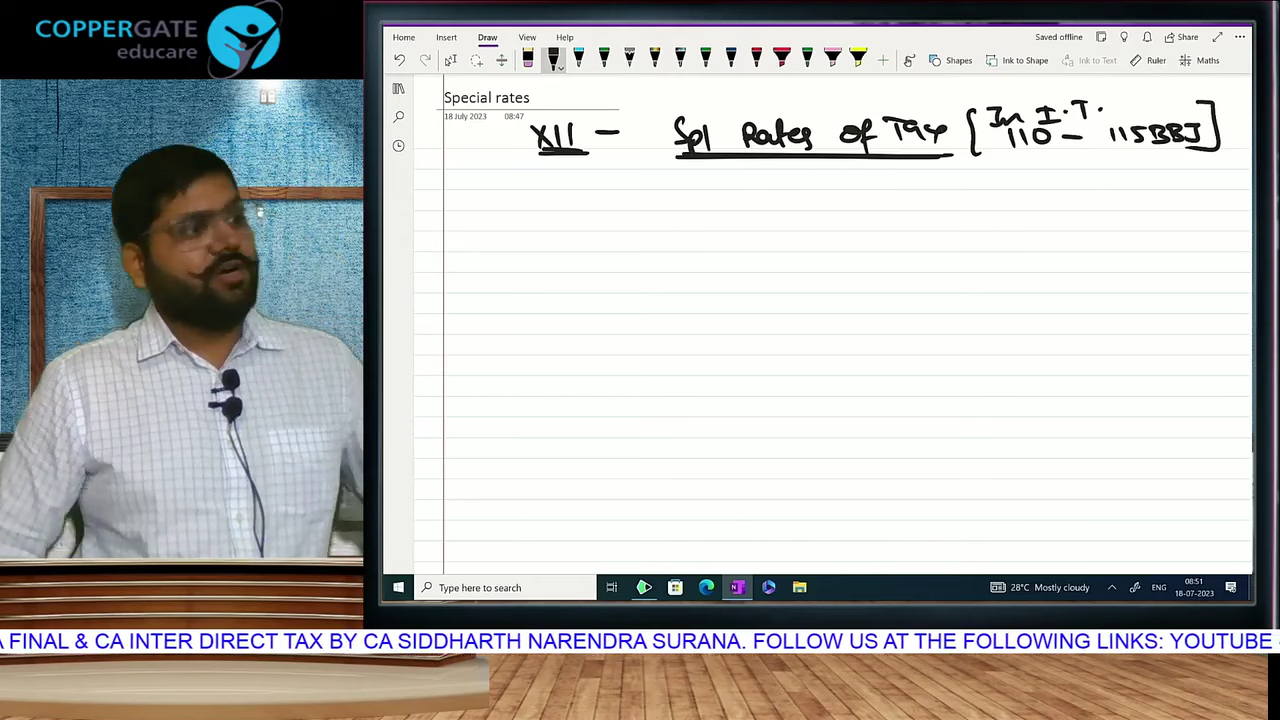 COPPERGATE
educare
Home Insert Draw View Help
Saved offline
Share
Shapes Ink to Shape Ink to Text Ruler Maths
Special rates
18 July 2023 08:47
XII - Spl Rates of Tax [In I.T. 110 - 115BBJ]
Type here to search
28°C Mostly cloudy
ENG
08:51
18-07-2023
A FINAL & CA INTER DIRECT TAX BY CA SIDDHARTH NARENDRA SURANA. FOLLOW US AT THE FOLLOWING LINKS: YOUTUBE